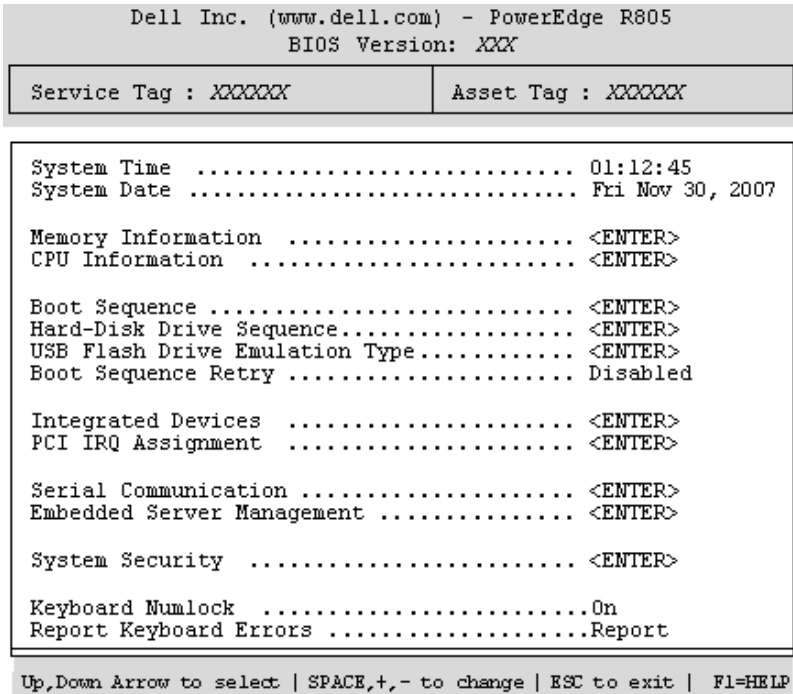 Dell Inc. (www.dell.com) - PowerEdge R805
BIOS Version: XXX
Service Tag : XXXXXX Asset Tag : XXXXXX
System Time ............................. 01:12:45
System Date .............................. Fri Nov 30, 2007
Memory Information ...................... <ENTER>
CPU Information ......................... <ENTER>
Boot Sequence ............................ <ENTER>
Hard-Disk Drive Sequence.................. <ENTER>
USB Flash Drive Emulation Type............ <ENTER>
Boot Sequence Retry ...................... Disabled
Integrated Devices ...................... <ENTER>
PCI IRQ Assignment ...................... <ENTER>
Serial Communication ..................... <ENTER>
Embedded Server Management ............... <ENTER>
System Security ......................... <ENTER>
Keyboard Numlock .........................On
Report Keyboard Errors ....................Report
Up,Down Arrow to select | SPACE,+,- to change | ESC to exit | F1=HELP